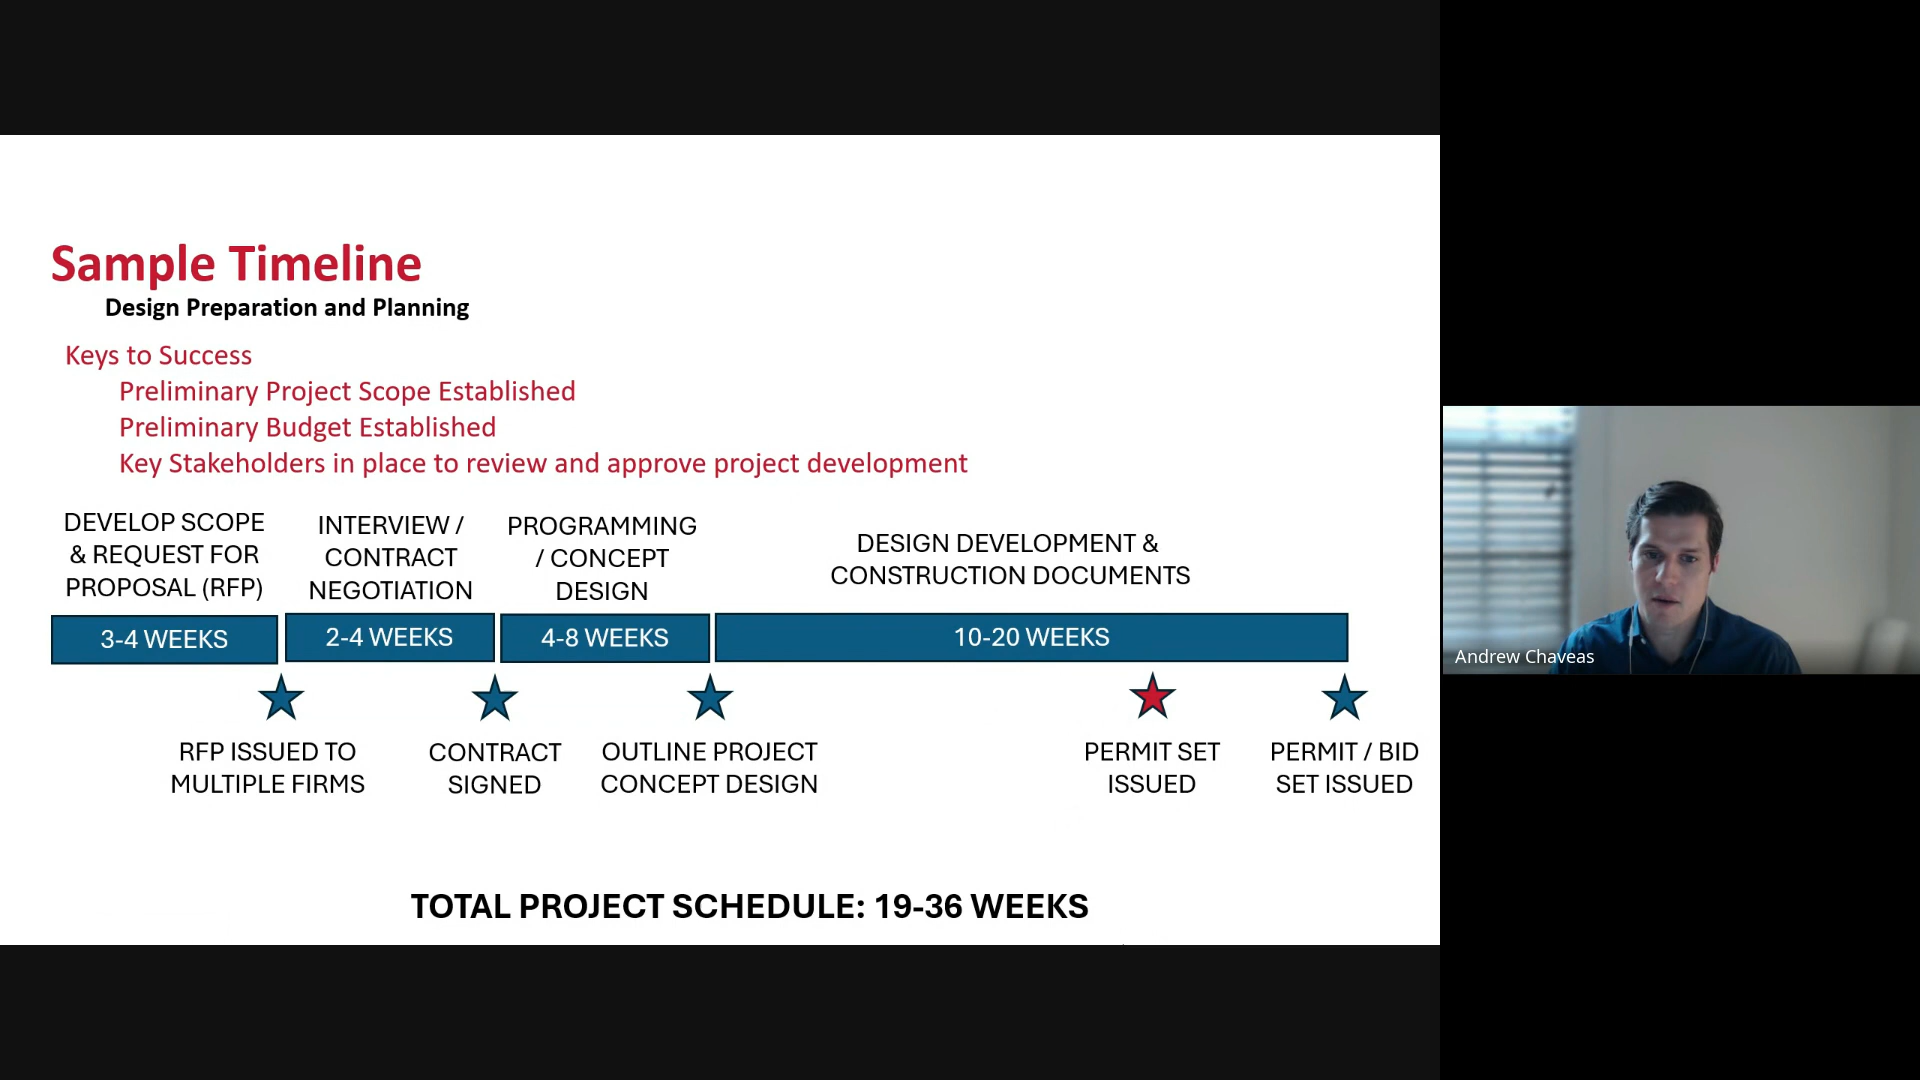 Sample Timeline
Design Preparation and Planning
Keys to Success
Preliminary Project Scope Established
Preliminary Budget Established
Key Stakeholders in place to review and approve project development
DEVELOP SCOPE
& REQUEST FOR
PROPOSAL (RFP)
INTERVIEW /
CONTRACT
NEGOTIATION
PROGRAMMING
/ CONCEPT
DESIGN
DESIGN DEVELOPMENT &
CONSTRUCTION DOCUMENTS
3-4 WEEKS
2-4 WEEKS
4-8 WEEKS
10-20 WEEKS
RFP ISSUED TO
MULTIPLE FIRMS
CONTRACT
SIGNED
OUTLINE PROJECT
CONCEPT DESIGN
PERMIT SET
ISSUED
PERMIT / BID
SET ISSUED
TOTAL PROJECT SCHEDULE: 19-36 WEEKS
Andrew Chaveas